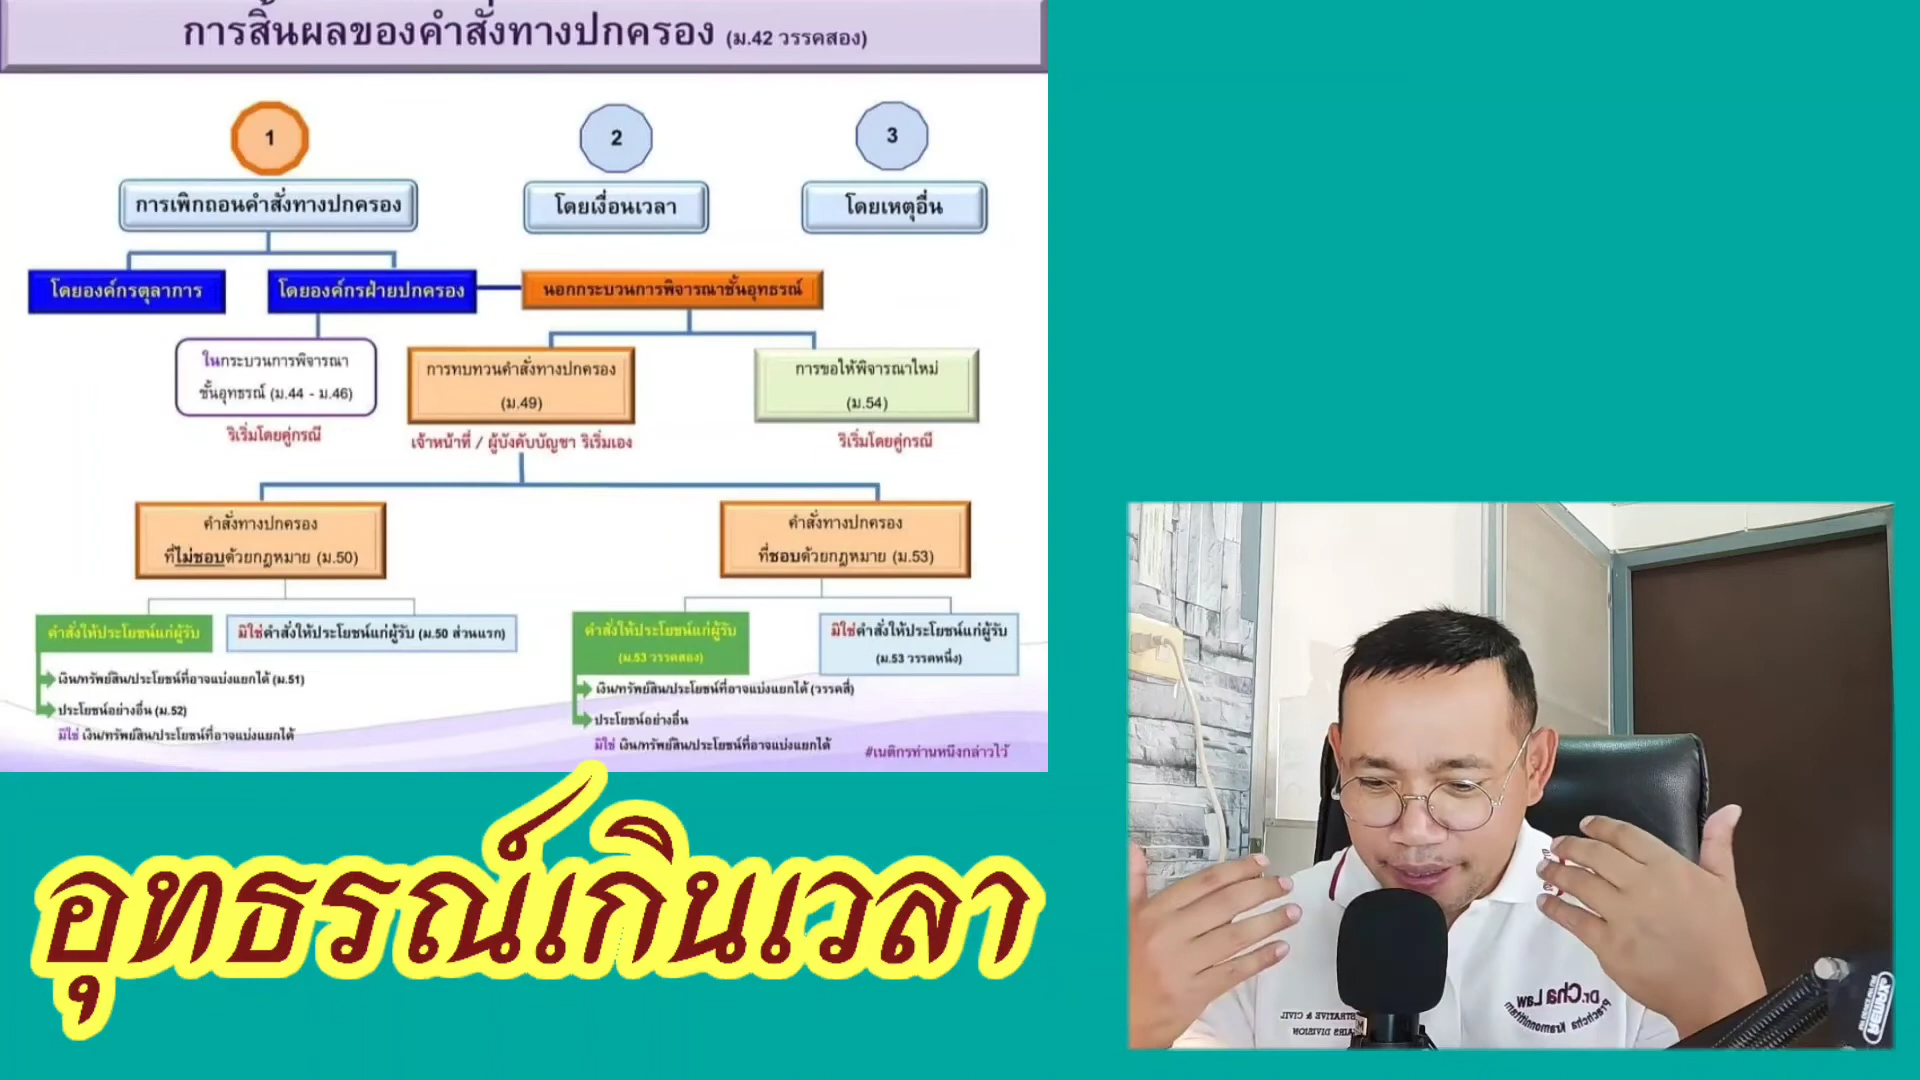 การสิ้นผลของคำสั่งทางปกครอง (ม.42 วรรคสอง)
1
2
3
การเพิกถอนคำสั่งทางปกครอง
โดยเงื่อนเวลา
โดยเหตุอื่น
โดยองค์กรตุลาการ
โดยองค์กรฝ่ายปกครอง
นอกกระบวนการพิจารณาชั้นอุทธรณ์
ในกระบวนการพิจารณา
ชั้นอุทธรณ์ (ม.44 - ม.46)
ริเริ่มโดยคู่กรณี
การทบทวนคำสั่งทางปกครอง
(ม.49)
เจ้าหน้าที่ / ผู้บังคับบัญชา ริเริ่มเอง
การขอให้พิจารณาใหม่
(ม.54)
ริเริ่มโดยคู่กรณี
คำสั่งทางปกครอง
ที่ไม่ชอบด้วยกฎหมาย (ม.50)
คำสั่งทางปกครอง
ที่ชอบด้วยกฎหมาย (ม.53)
คำสั่งให้ประโยชน์แก่ผู้รับ
มิใช่คำสั่งให้ประโยชน์แก่ผู้รับ (ม.50 ส่วนแรก)
เงิน/ทรัพย์สิน/ประโยชน์ที่อาจแบ่งแยกได้ (ม.51)
ประโยชน์อย่างอื่น (ม.52)
มิใช่ เงิน/ทรัพย์สิน/ประโยชน์ที่อาจแบ่งแยกได้
คำสั่งให้ประโยชน์แก่ผู้รับ
(ม.53 วรรคสอง)
มิใช่คำสั่งให้ประโยชน์แก่ผู้รับ
(ม.53 วรรคหนึ่ง)
เงิน/ทรัพย์สิน/ประโยชน์ที่อาจแบ่งแยกได้ (วรรคสี่)
ประโยชน์อย่างอื่น
มิใช่ เงิน/ทรัพย์สิน/ประโยชน์ที่อาจแบ่งแยกได้
#เนติกรท่านหนึ่งกล่าวไว้
อุทธรณ์เกินเวลา
Dr.Cha Law